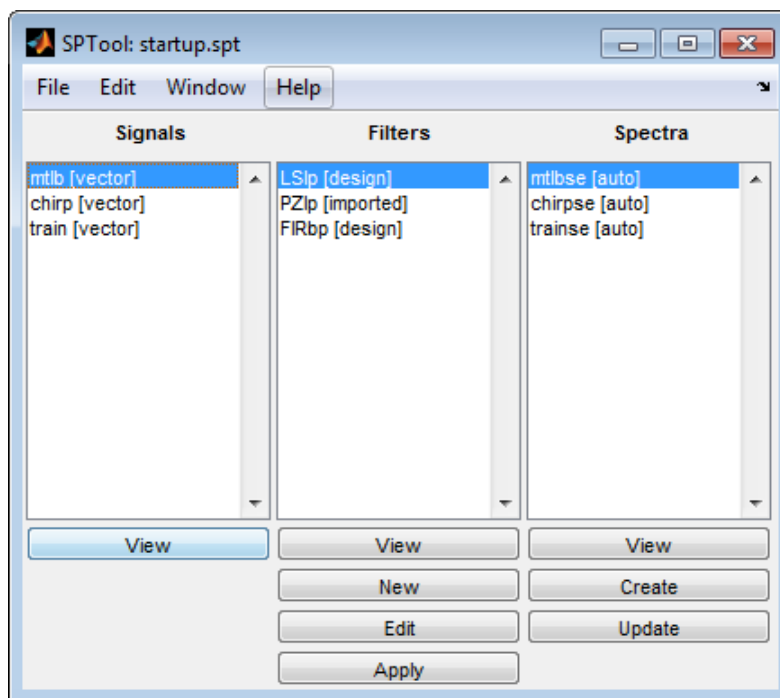 SPTool: startup.spt
File Edit Window Help
Signals Filters Spectra
mtlb [vector] LSlp [design] mtlbse [auto]
chirp [vector] PZlp [imported] chirpse [auto]
train [vector] FIRbp [design] trainse [auto]
View View View
New Create
Edit Update
Apply